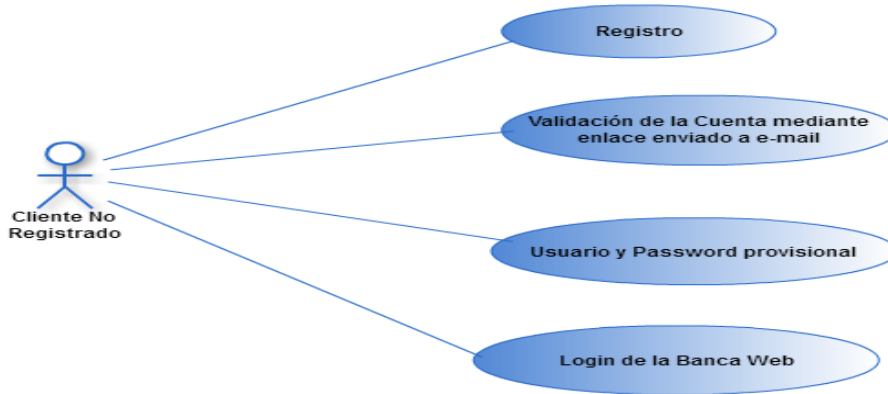 Registro
Validación de la Cuenta mediante
enlace enviado a e-mail
Cliente No
Registrado
Usuario y Password provisional
Login de la Banca Web